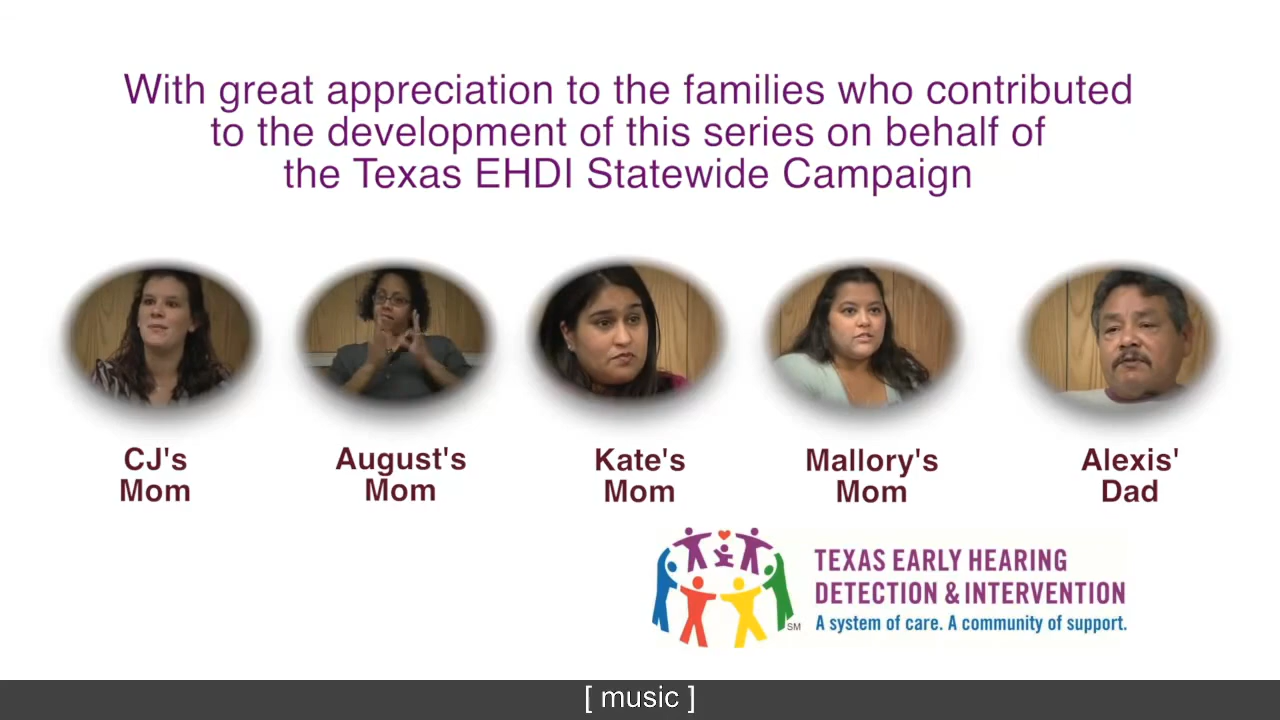 With great appreciation to the families who contributed
to the development of this series on behalf of
the Texas EHDI Statewide Campaign
CJ's
Mom
August's
Mom
Kate's
Mom
Mallory's
Mom
Alexis'
Dad
TEXAS EARLY HEARING
DETECTION & INTERVENTION
A system of care. A community of support.
SM
[ music ]